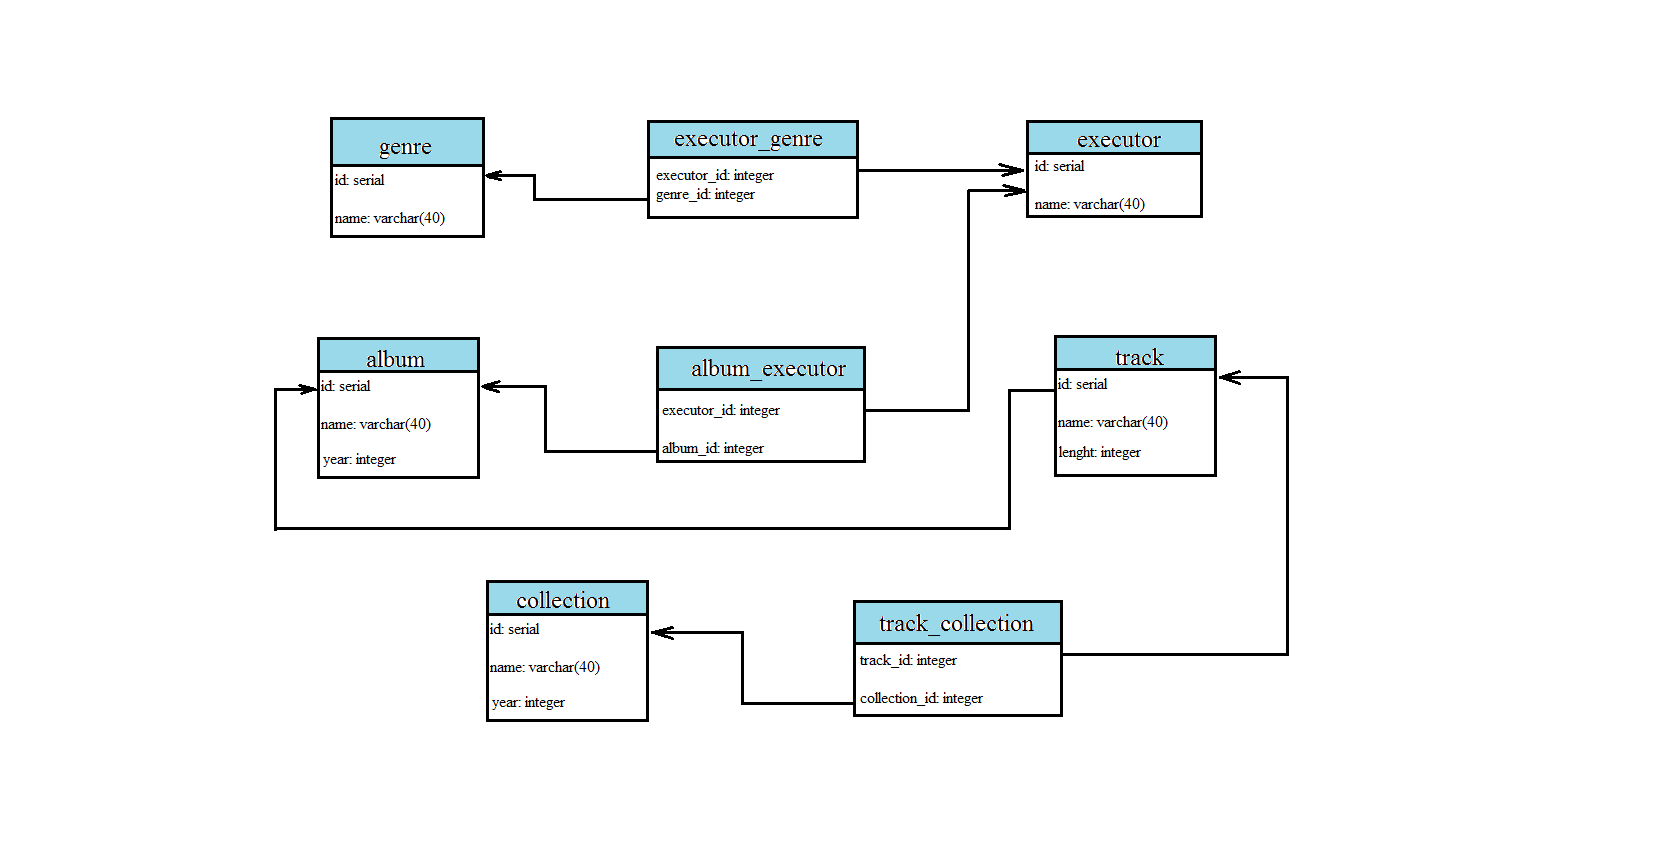 genre
id: serial
name: varchar(40)
executor_genre
executor_id: integer
genre_id: integer
executor
id: serial
name: varchar(40)
album
id: serial
name: varchar(40)
year: integer
album_executor
executor_id: integer
album_id: integer
track
id: serial
name: varchar(40)
lenght: integer
collection
id: serial
name: varchar(40)
year: integer
track_collection
track_id: integer
collection_id: integer